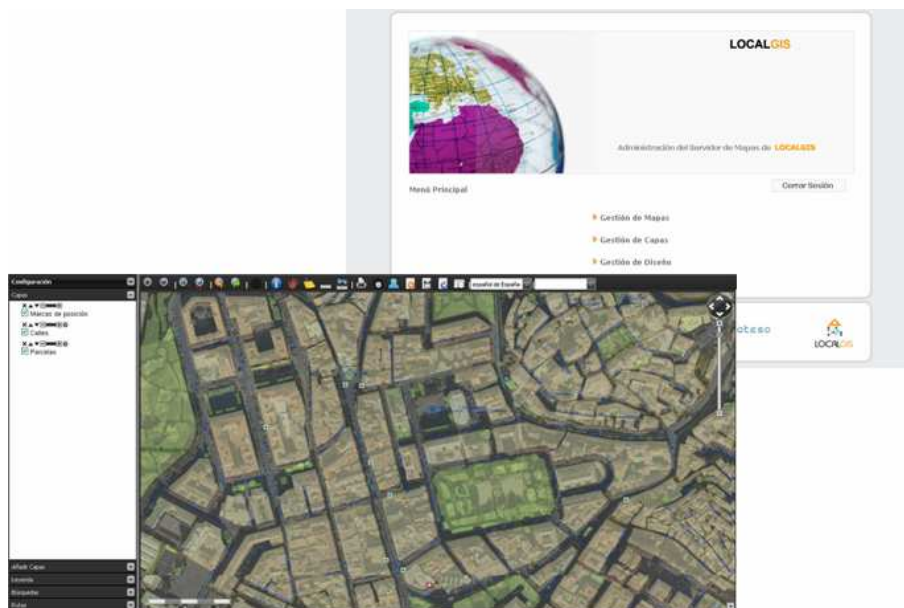 LOCALGIS
Administración del Servidor de Mapas de LOCALGIS
Menú Principal
Cerrar Sesión
Gestión de Mapas
Gestión de Capas
Gestión de Diseño
Configuración
Capas
Marcas de posición
Calles
Parcelas
español de España
LOCALGIS
Añadir Capas
Leyenda
Búsquedas
Rutas